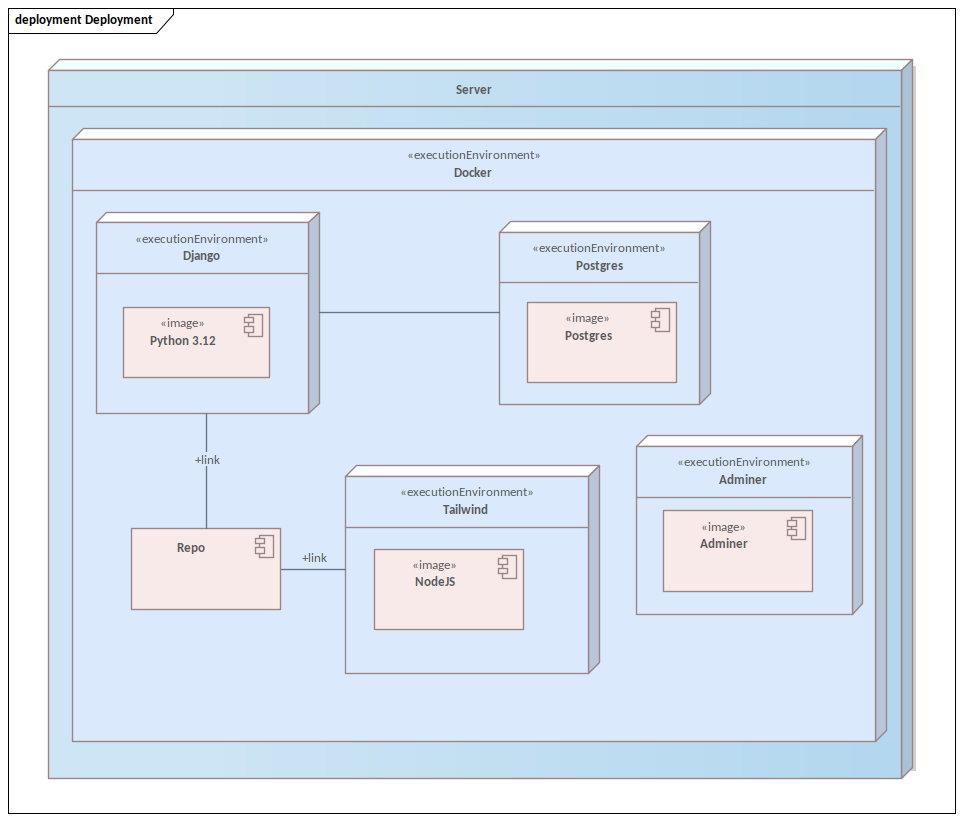 deployment Deployment
Server
«executionEnvironment»
Docker
«executionEnvironment»
Django
«image»
Python 3.12
«executionEnvironment»
Postgres
«image»
Postgres
+link
Repo
+link
«executionEnvironment»
Tailwind
«image»
NodeJS
«executionEnvironment»
Adminer
«image»
Adminer